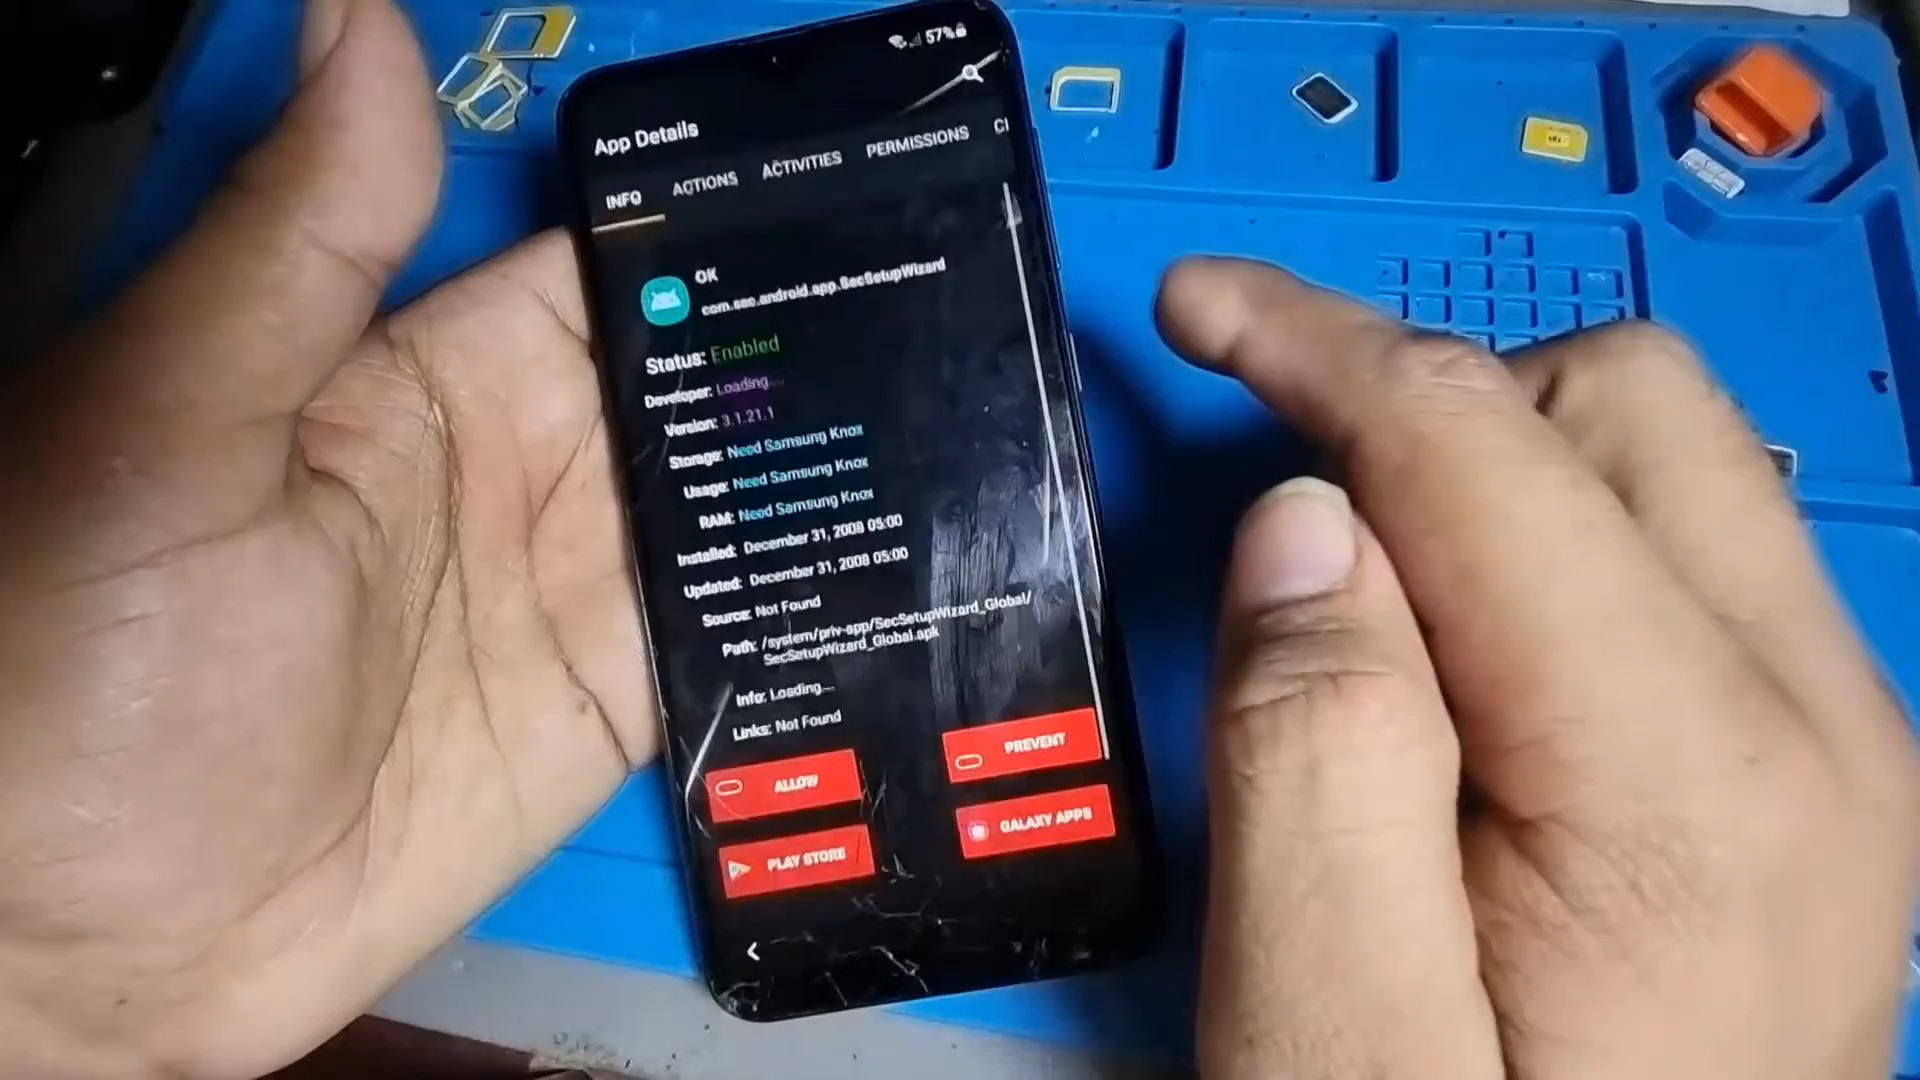 57%
App Details
INFO ACTIONS ACTIVITIES PERMISSIONS Cl
OK
com.sec.android.app.SecSetupWizard
Status: Enabled
Developer: Loading...
Version: 3.1.21.1
Storage: Need Samsung Knox
Usage: Need Samsung Knox
RAM: Need Samsung Knox
Installed: December 31, 2008 05:00
Updated: December 31, 2008 05:00
Source: Not Found
Path: /system/priv-app/SecSetupWizard_Global/
SecSetupWizard_Global.apk
Info: Loading...
Links: Not Found
ALLOW PREVENT
PLAY STORE GALAXY APPS